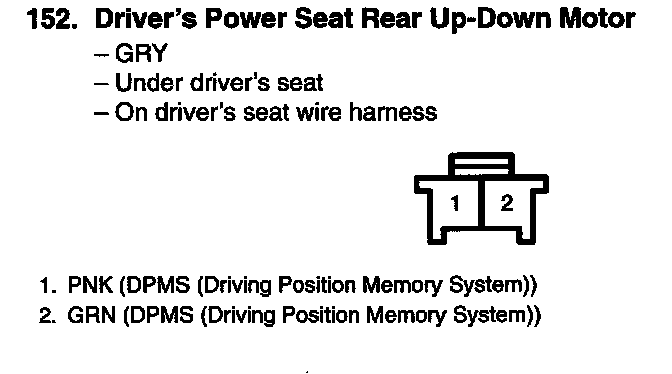 152. Driver's Power Seat Rear Up-Down Motor
– GRY
– Under driver's seat
– On driver's seat wire harness
1 2
1. PNK (DPMS (Driving Position Memory System))
2. GRN (DPMS (Driving Position Memory System))